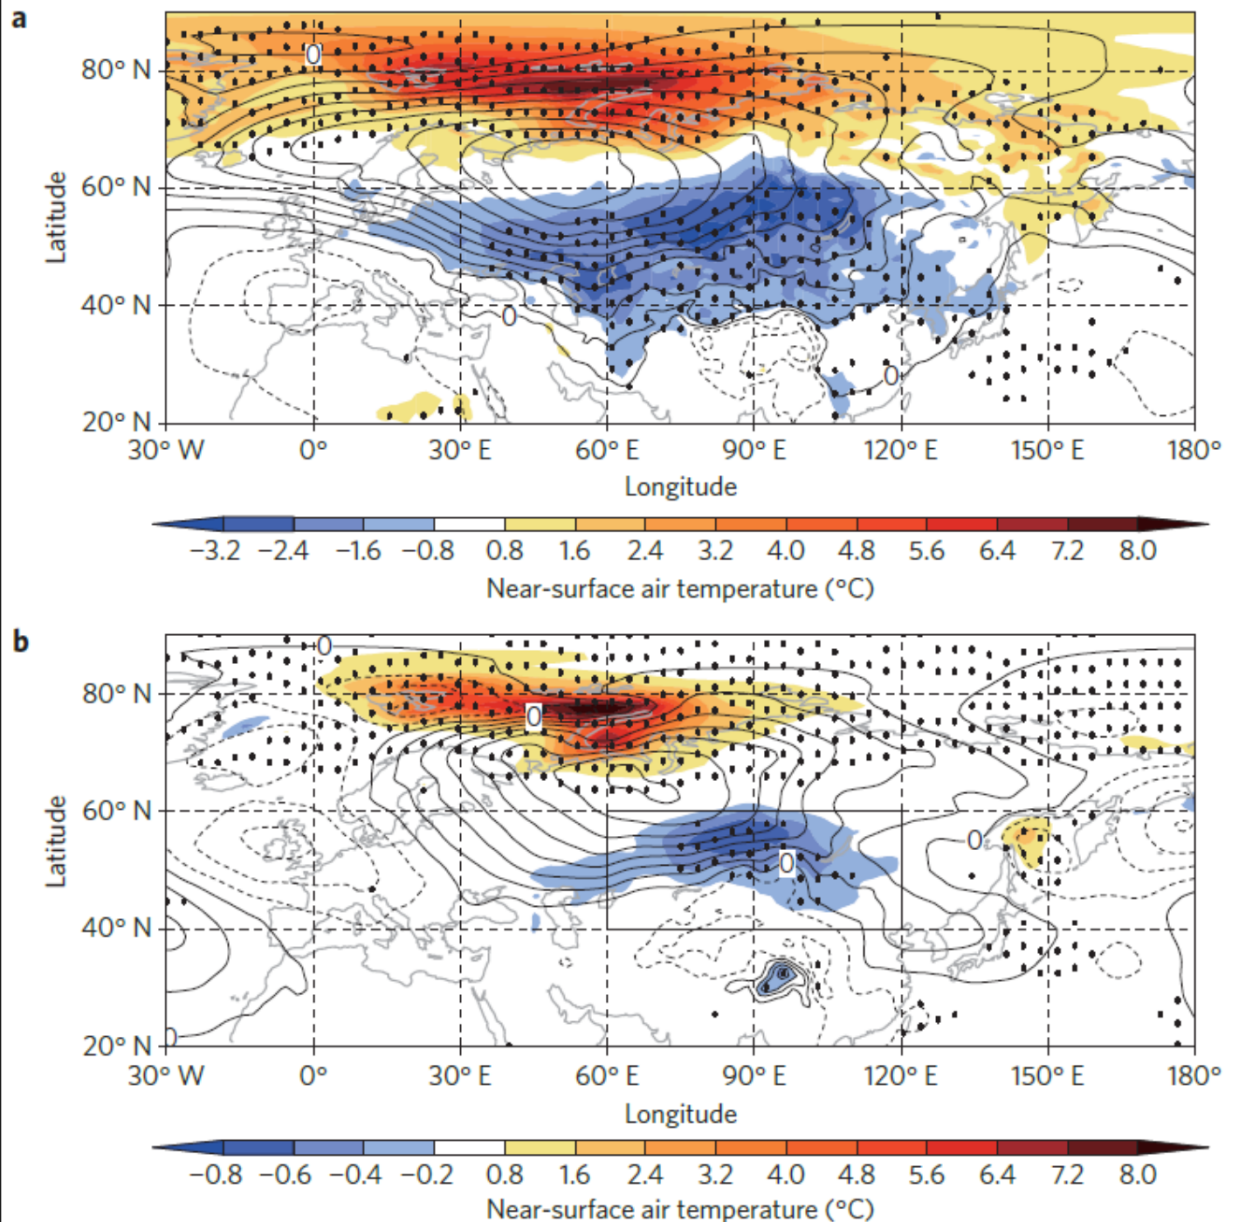 a
0
80° N
60° N
Latitude
40° N
0
0
20° N
30° W 0° 30° E 60° E 90° E 120° E 150° E 180°
Longitude
−3.2 −2.4 −1.6 −0.8 0.8 1.6 2.4 3.2 4.0 4.8 5.6 6.4 7.2 8.0
Near-surface air temperature (°C)
b
0
80° N
0
60° N
Latitude
0
0
40° N
0
20° N
30° W 0° 30° E 60° E 90° E 120° E 150° E 180°
Longitude
−0.8 −0.6 −0.4 −0.2 0.8 1.6 2.4 3.2 4.0 4.8 5.6 6.4 7.2 8.0
Near-surface air temperature (°C)